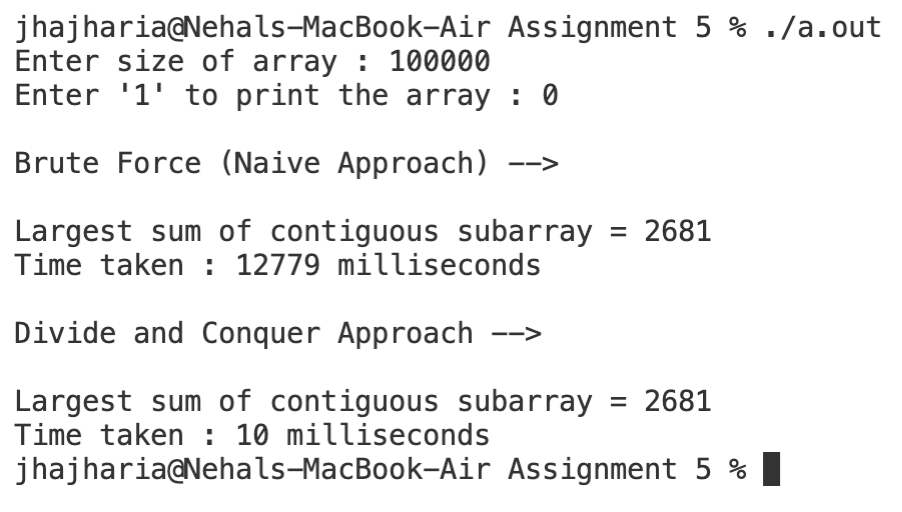 jhajharia@Nehals-MacBook-Air Assignment 5 % ./a.out
Enter size of array : 100000
Enter '1' to print the array : 0
Brute Force (Naive Approach) -->
Largest sum of contiguous subarray = 2681
Time taken : 12779 milliseconds
Divide and Conquer Approach -->
Largest sum of contiguous subarray = 2681
Time taken : 10 milliseconds
jhajharia@Nehals-MacBook-Air Assignment 5 %